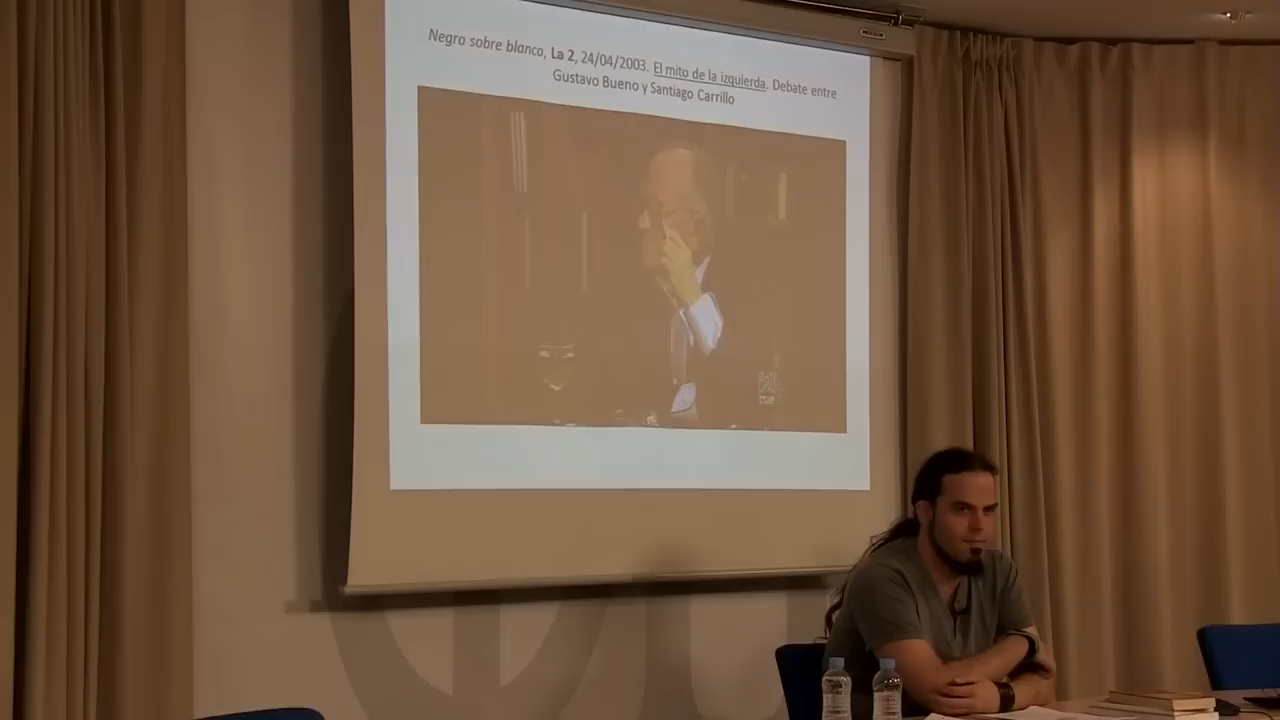 Negro sobre blanco, La 2, 24/04/2003. El mito de la izquierda. Debate entre
Gustavo Bueno y Santiago Carrillo
tve